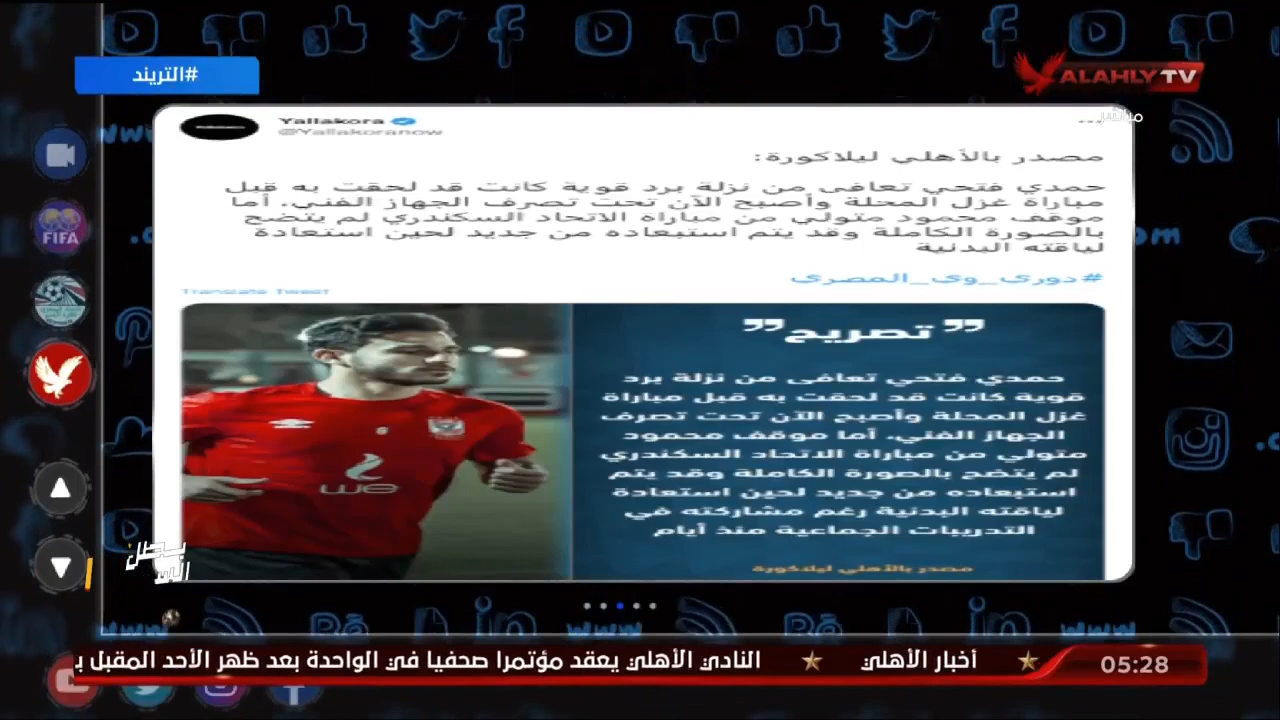 #التريند
ALAHLY TV
مباشر
Yallakora
@Yallakoranow
مصدر بالأهلي ليلاكورة:
حمدي فتحي تعافى من نزلة برد قوية كانت قد لحقت به قبل
مباراة غزل المحلة وأصبح الآن تحت تصرف الجهاز الفني، أما
موقف محمود متولي من مباراة الاتحاد السكندري لم يتضح
بالصورة الكاملة وقد يتم استبعاده من جديد لحين استعادة
لياقته البدنية
#دوري_وي_المصري
Translate Tweet
" تصريح "
حمدي فتحي تعافى من نزلة برد
قوية كانت قد لحقت به قبل مباراة
غزل المحلة وأصبح الآن تحت تصرف
الجهاز الفني، أما موقف محمود
متولي من مباراة الاتحاد السكندري
لم يتضح بالصورة الكاملة وقد يتم
استبعاده من جديد لحين استعادة
لياقته البدنية رغم مشاركته في
التدريبات الجماعية منذ أيام
مصدر بالأهلي ليلاكورة
we
FIFA
أخبار الأهلي
النادي الأهلي يعقد مؤتمرا صحفيا في الواحدة بعد ظهر الأحد المقبل ب
05:28